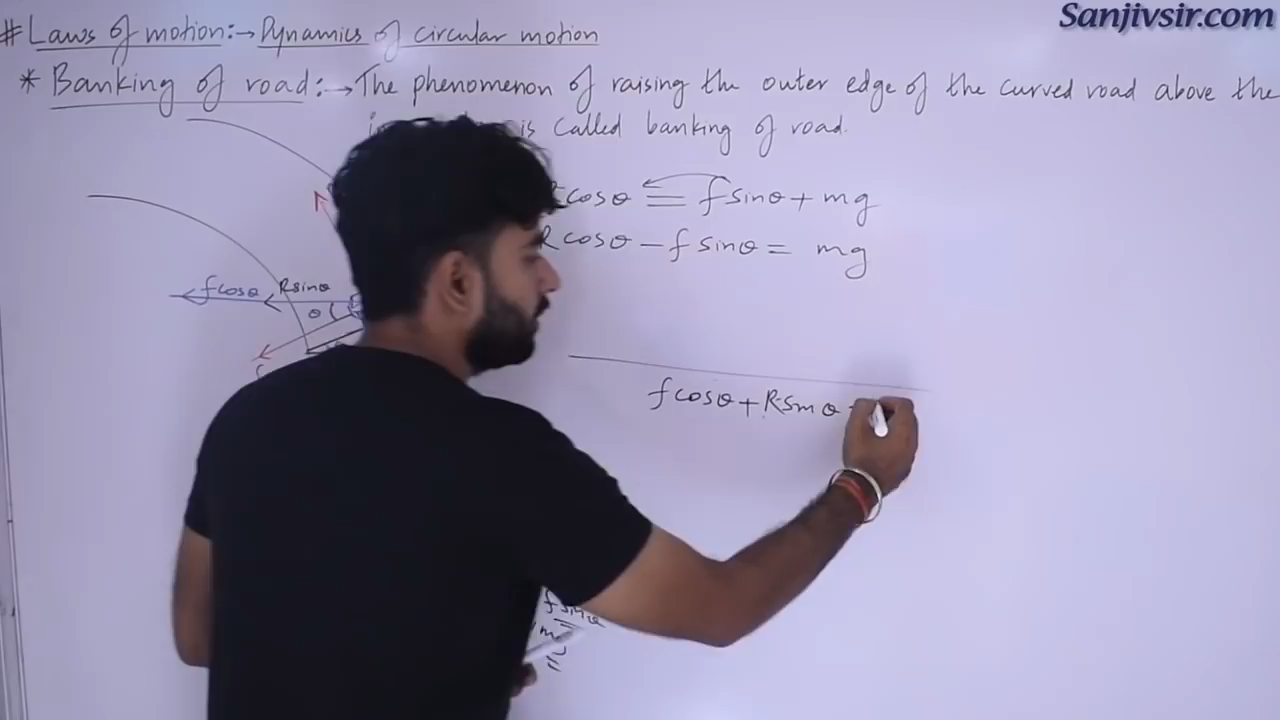 Sanjivsir.com
# Laws of motion:→ Dynamics of circular motion
* Banking of road:→ The phenomenon of raising the outer edge of the curved road above the
is called banking of road.
cosθ = fsinθ + mg
R cosθ − f sinθ = mg
fcosθ Rsinθ
θ
fcosθ + Rsinθ
fsinθ